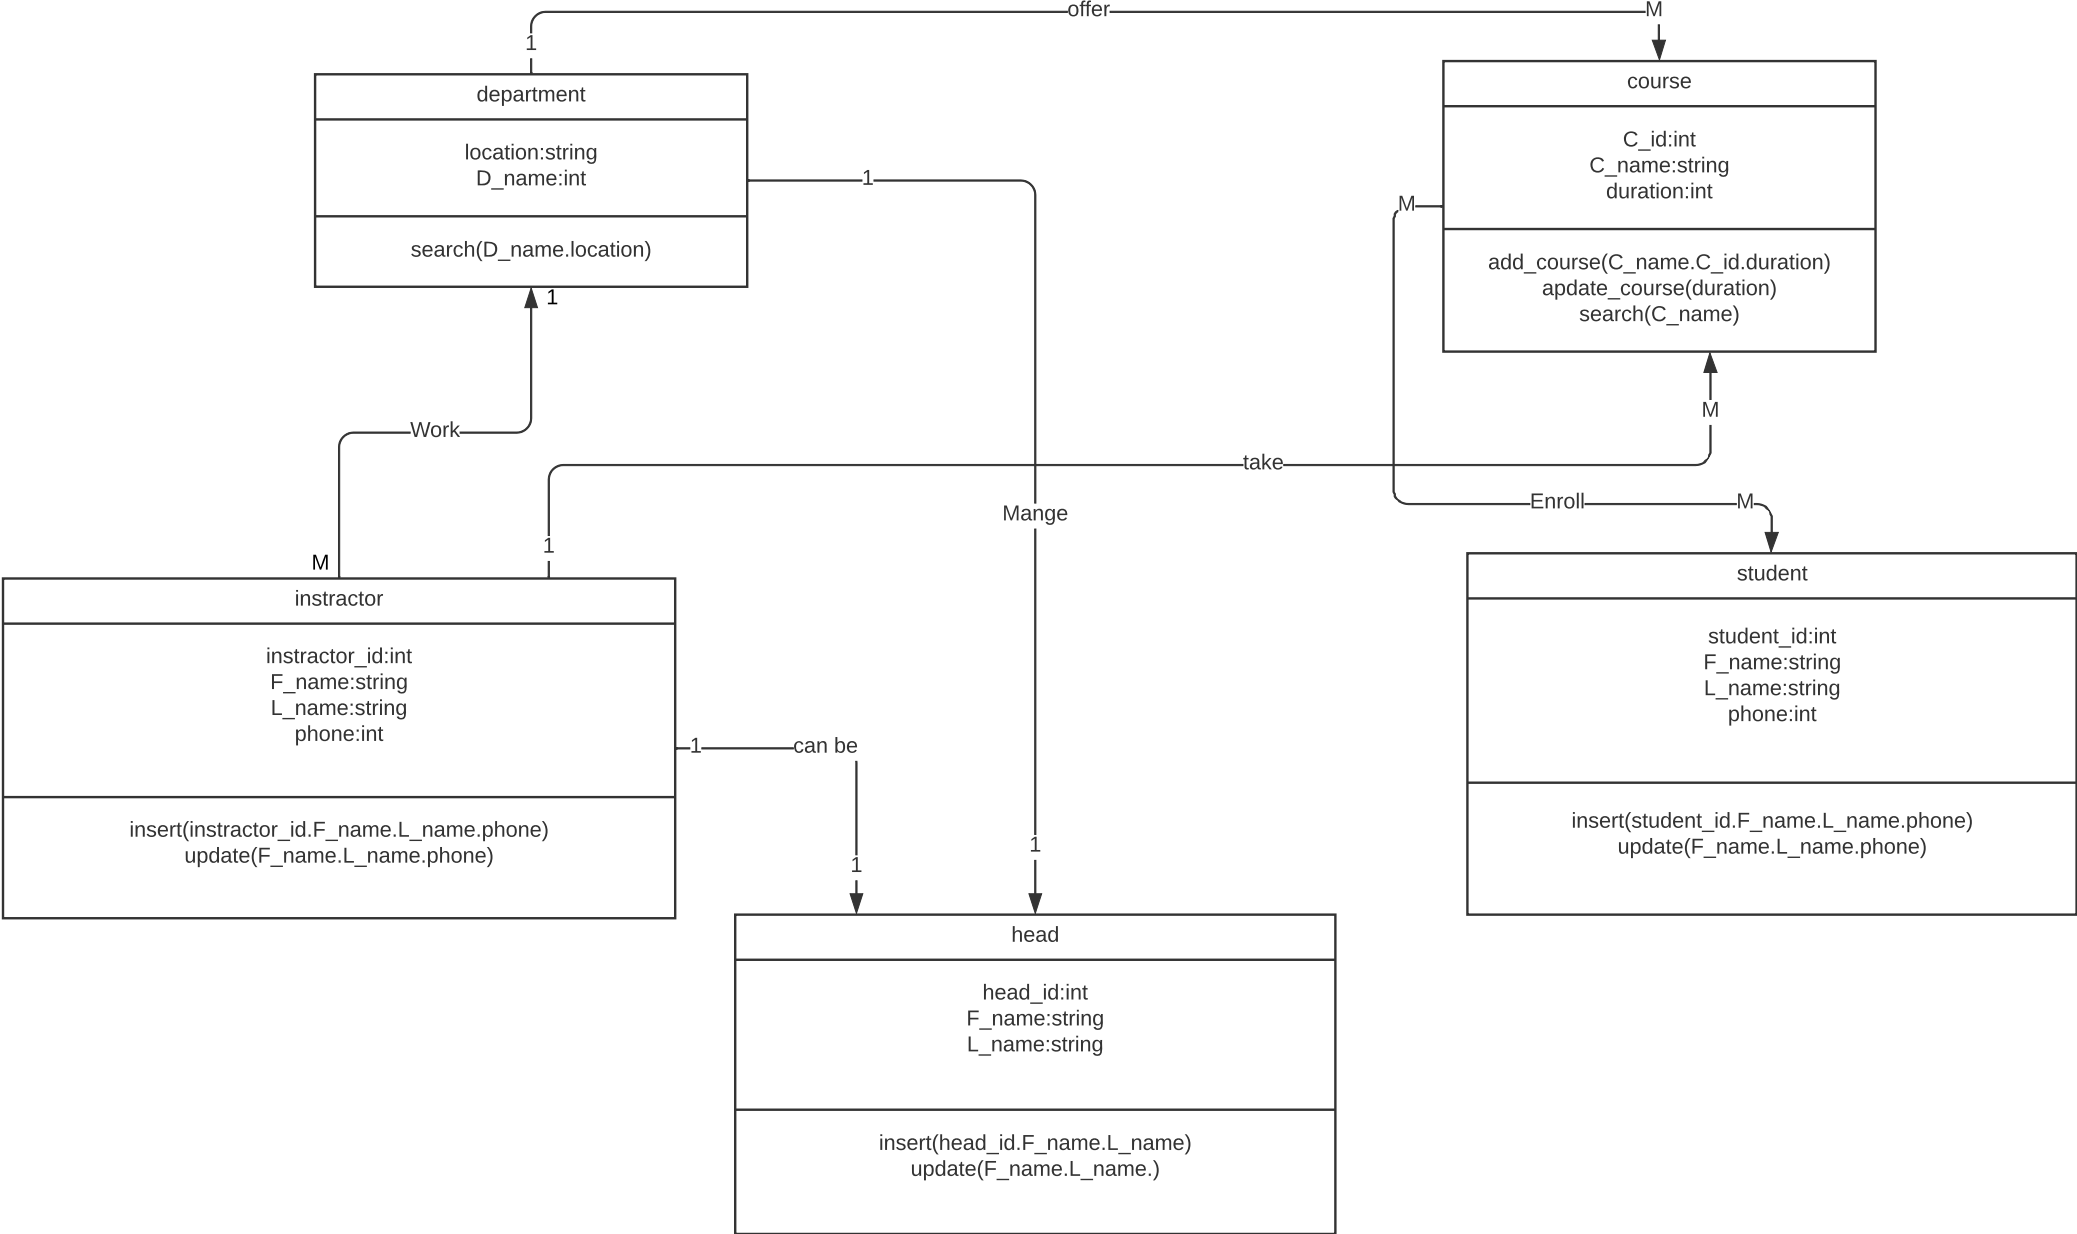 offer
M
1
department
location:string
D_name:int
search(D_name.location)
1
course
C_id:int
C_name:string
duration:int
add_course(C_name.C_id.duration)
apdate_course(duration)
search(C_name)
1
M
Work
M
take
M
Mange
Enroll
M
1
instractor
instractor_id:int
F_name:string
L_name:string
phone:int
insert(instractor_id.F_name.L_name.phone)
update(F_name.L_name.phone)
student
student_id:int
F_name:string
L_name:string
phone:int
insert(student_id.F_name.L_name.phone)
update(F_name.L_name.phone)
1
can be
1
1
head
head_id:int
F_name:string
L_name:string
insert(head_id.F_name.L_name)
update(F_name.L_name.)